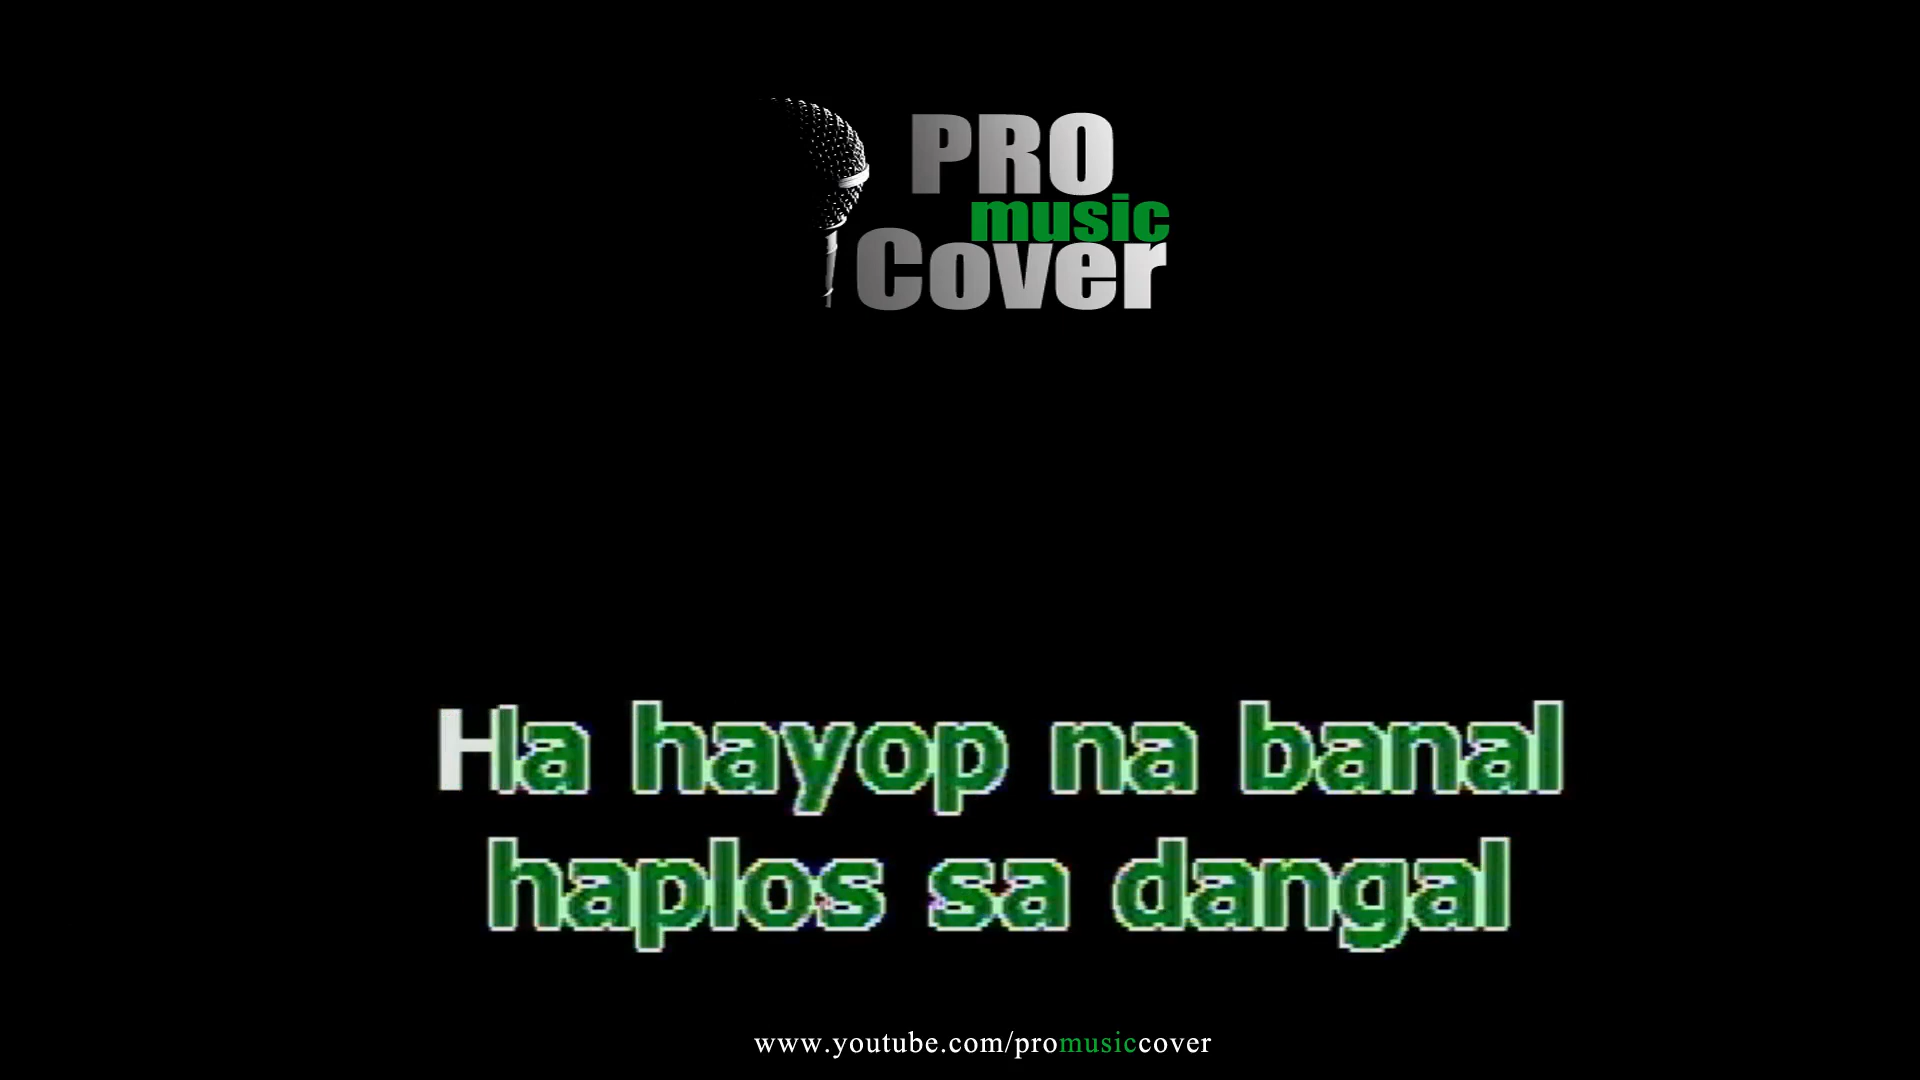 PRO
music
Cover
Ha hayop na banal
haplos sa dangal
www.youtube.com/promusiccover